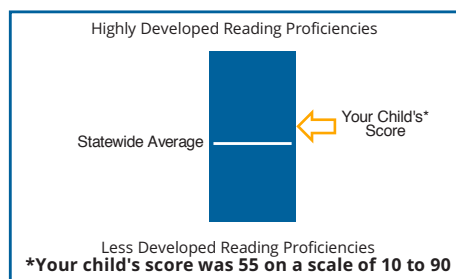 Highly Developed Reading Proficiencies
Your Child's*
Score
Statewide Average
Less Developed Reading Proficiencies
*Your child's score was 55 on a scale of 10 to 90